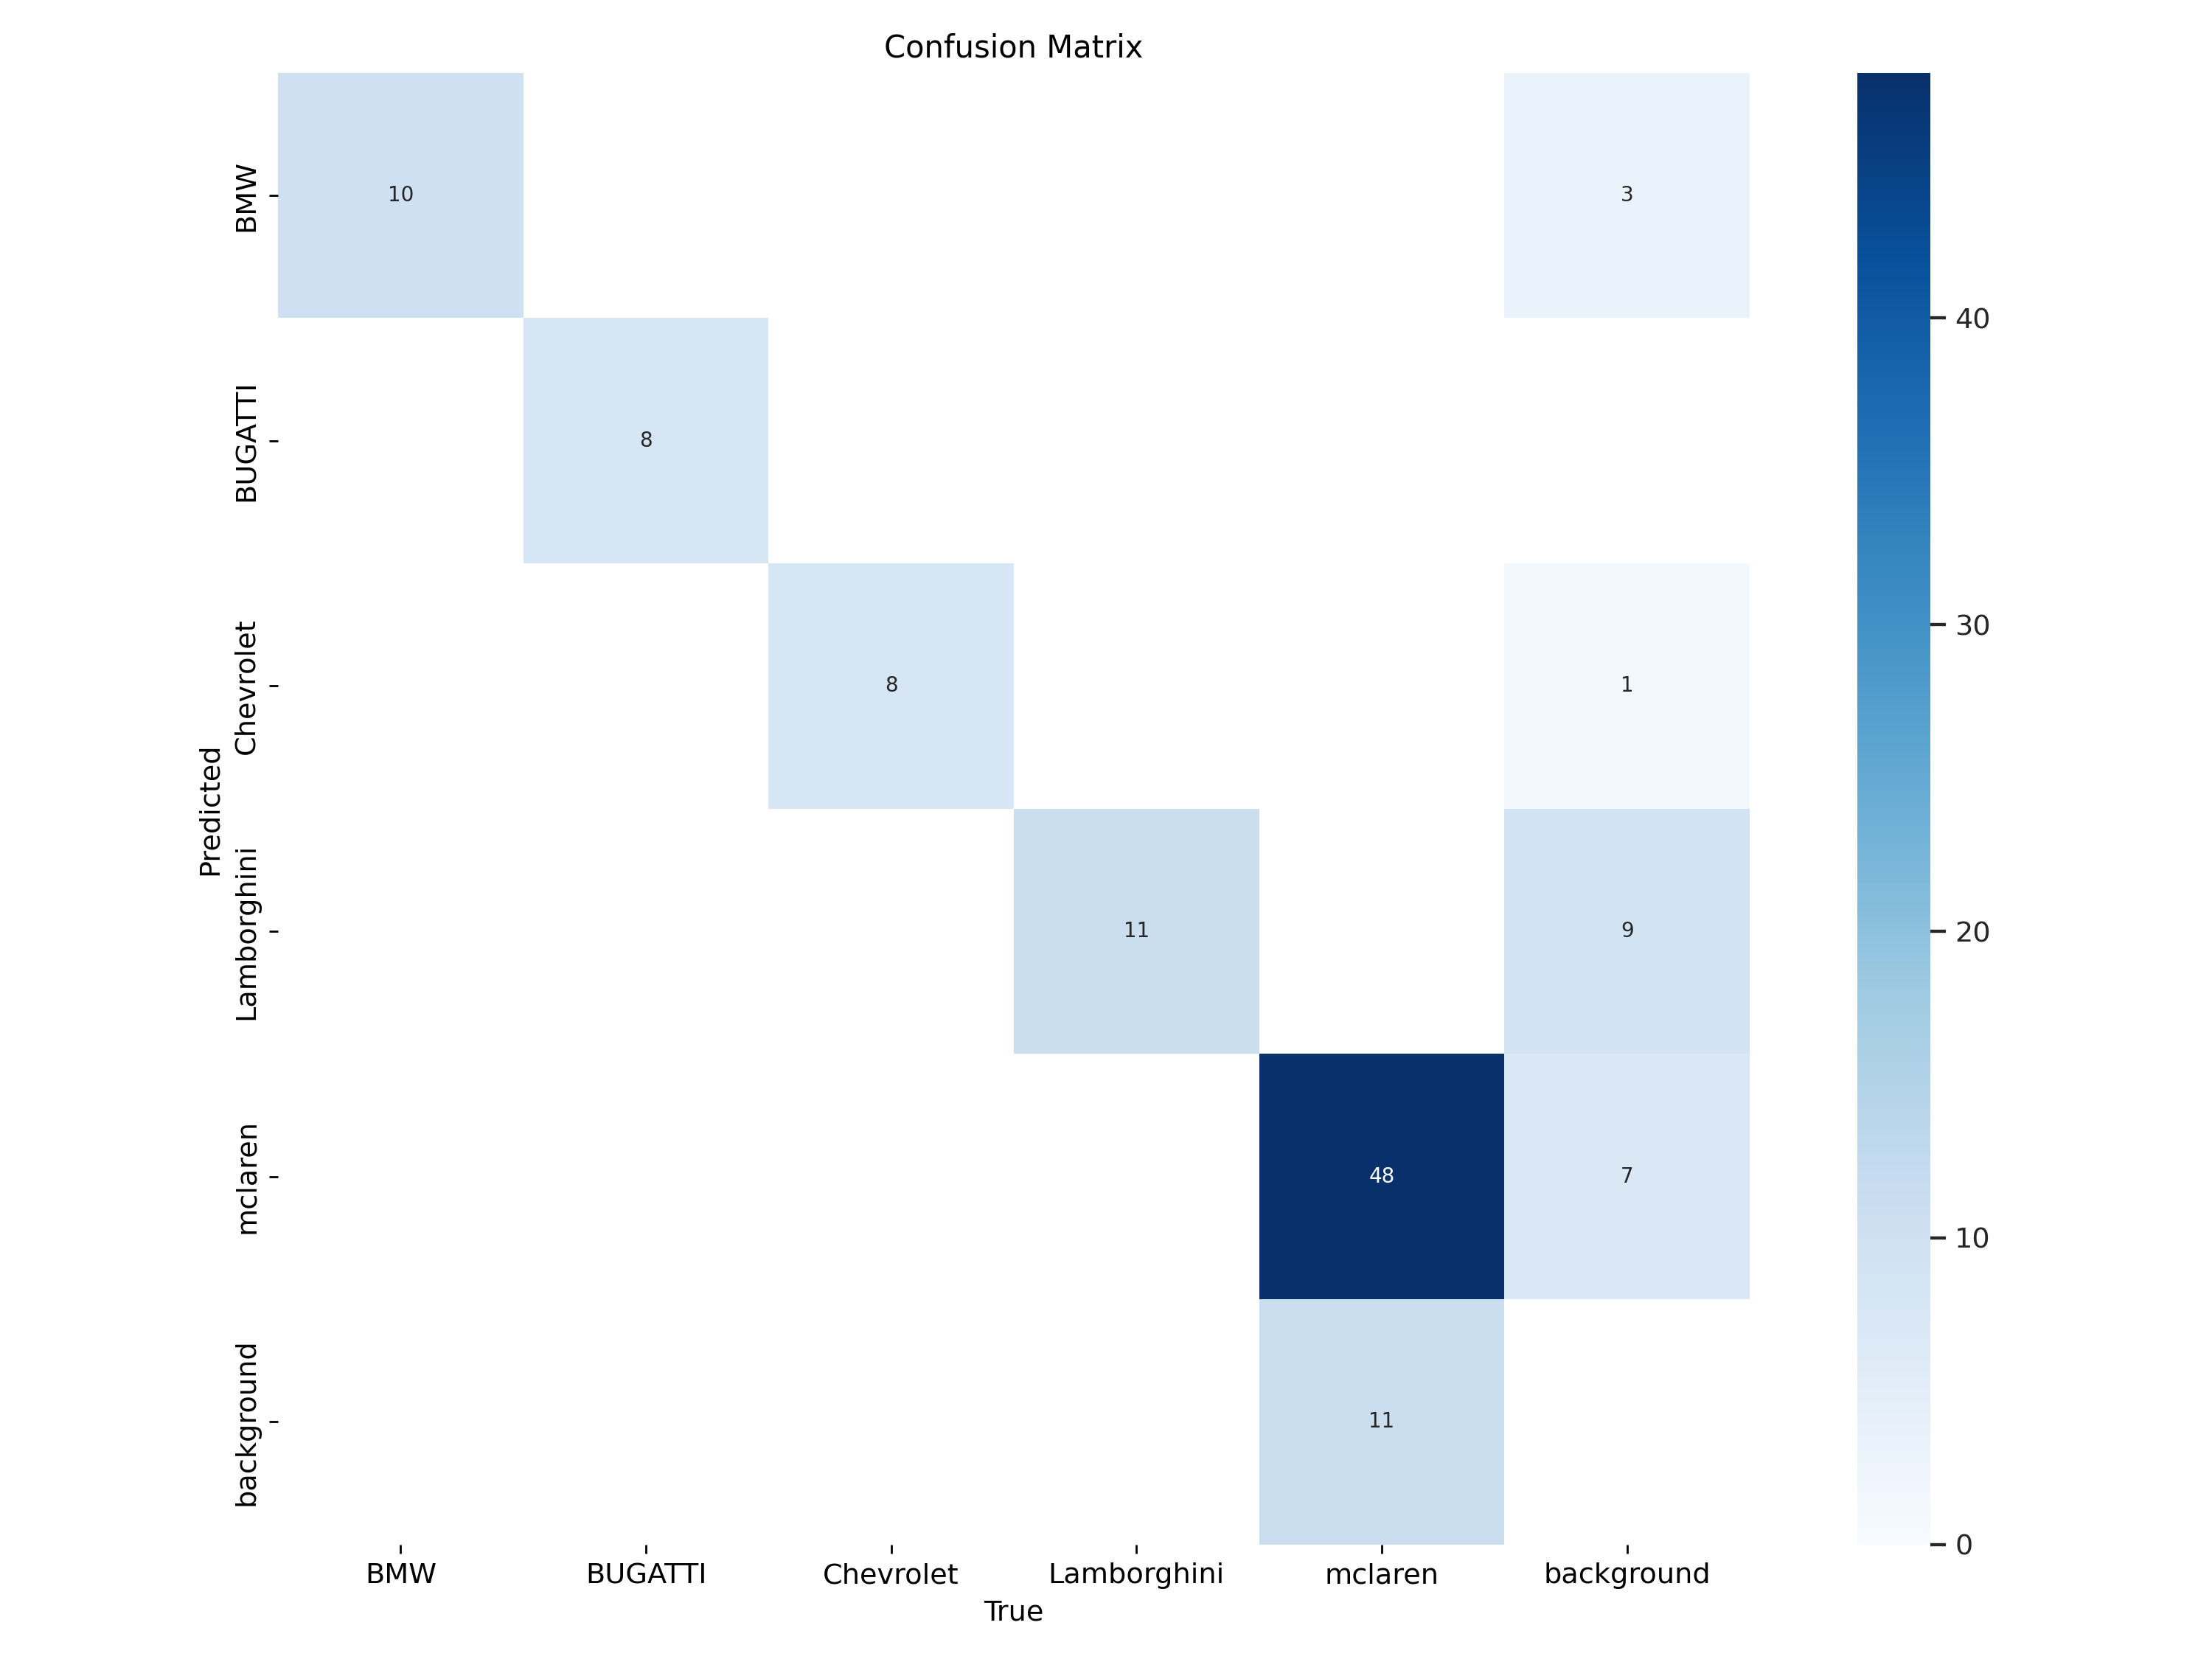 Confusion Matrix
BMW
10
3
BUGATTI
8
Chevrolet
8
1
Lamborghini
11
9
mclaren
48
7
background
11
Predicted
BMW
BUGATTI
Chevrolet
Lamborghini
mclaren
background
True
40
30
20
10
0